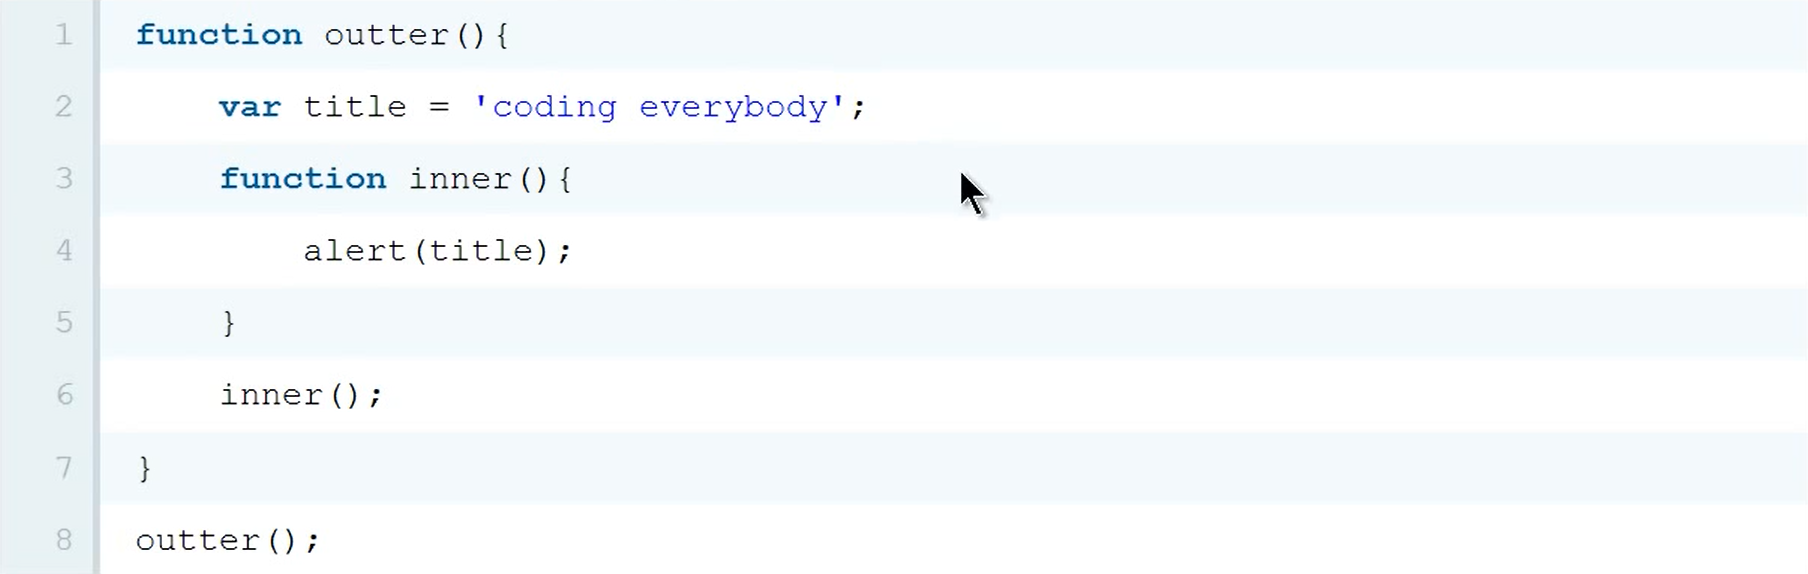 1 function outter(){
2     var title = 'coding everybody';
3     function inner(){
4         alert(title);
5     }
6     inner();
7 }
8 outter();